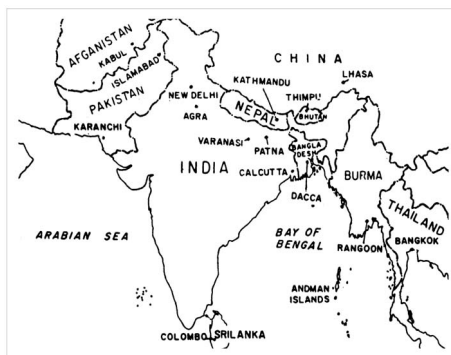 AFGANISTAN
KABUL
ISLAMABAD
PAKISTAN
KARANCHI
CHINA
LHASA
KATHMANDU
THIMPU
NEW DELHI
NEPAL
BHUTAN
AGRA
VARANASI
PATNA
BANGLA
DESH
INDIA
CALCUTTA
DACCA
BURMA
THAILAND
ARABIAN SEA
BAY OF
BENGAL
RANGOON
BANGKOK
ANDMAN
ISLANDS
COLOMBO
SRILANKA